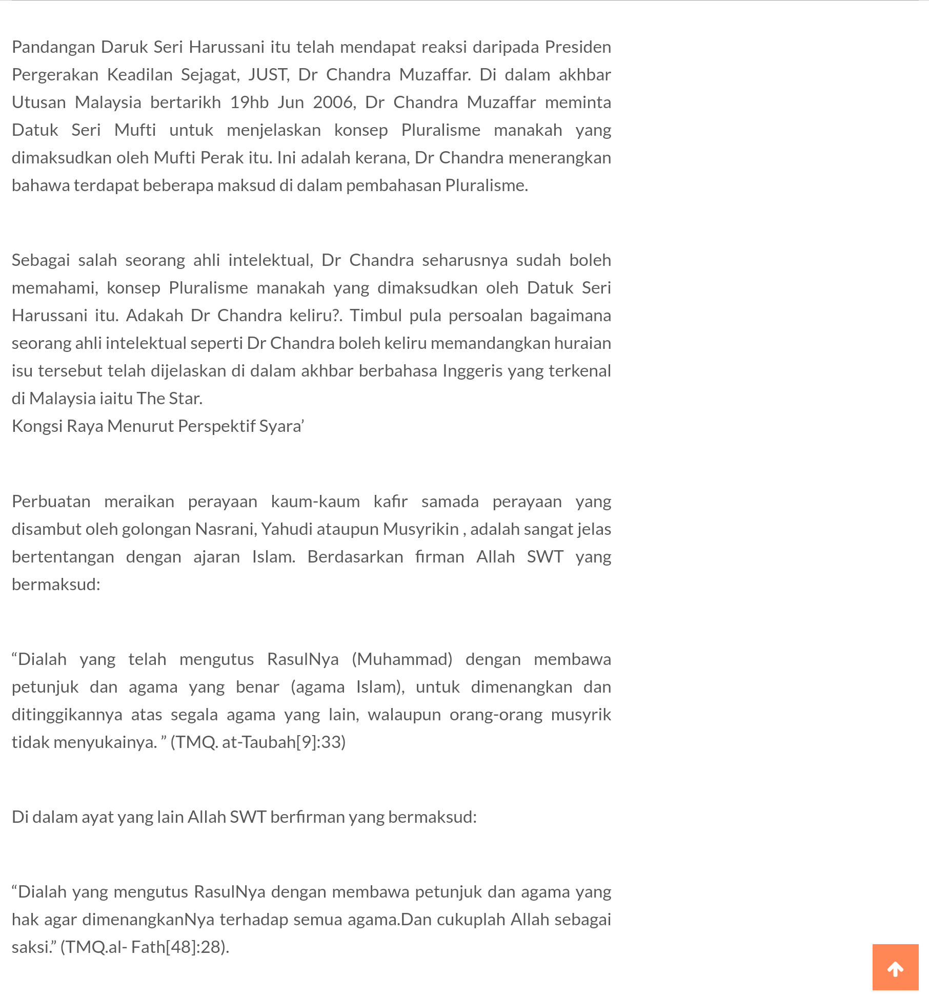 Pandangan Daruk Seri Harussani itu telah mendapat reaksi daripada Presiden
Pergerakan Keadilan Sejagat, JUST, Dr Chandra Muzaffar. Di dalam akhbar
Utusan Malaysia bertarikh 19hb Jun 2006, Dr Chandra Muzaffar meminta
Datuk Seri Mufti untuk menjelaskan konsep Pluralisme manakah yang
dimaksudkan oleh Mufti Perak itu. Ini adalah kerana, Dr Chandra menerangkan
bahawa terdapat beberapa maksud di dalam pembahasan Pluralisme.
Sebagai salah seorang ahli intelektual, Dr Chandra seharusnya sudah boleh
memahami, konsep Pluralisme manakah yang dimaksudkan oleh Datuk Seri
Harussani itu. Adakah Dr Chandra keliru?. Timbul pula persoalan bagaimana
seorang ahli intelektual seperti Dr Chandra boleh keliru memandangkan huraian
isu tersebut telah dijelaskan di dalam akhbar berbahasa Inggeris yang terkenal
di Malaysia iaitu The Star.
Kongsi Raya Menurut Perspektif Syara’
Perbuatan meraikan perayaan kaum-kaum kafir samada perayaan yang
disambut oleh golongan Nasrani, Yahudi ataupun Musyrikin , adalah sangat jelas
bertentangan dengan ajaran Islam. Berdasarkan firman Allah SWT yang
bermaksud:
“Dialah yang telah mengutus RasulNya (Muhammad) dengan membawa
petunjuk dan agama yang benar (agama Islam), untuk dimenangkan dan
ditinggikannya atas segala agama yang lain, walaupun orang-orang musyrik
tidak menyukainya. ” (TMQ. at-Taubah[9]:33)
Di dalam ayat yang lain Allah SWT berfirman yang bermaksud:
“Dialah yang mengutus RasulNya dengan membawa petunjuk dan agama yang
hak agar dimenangkanNya terhadap semua agama.Dan cukuplah Allah sebagai
saksi.” (TMQ.al- Fath[48]:28).